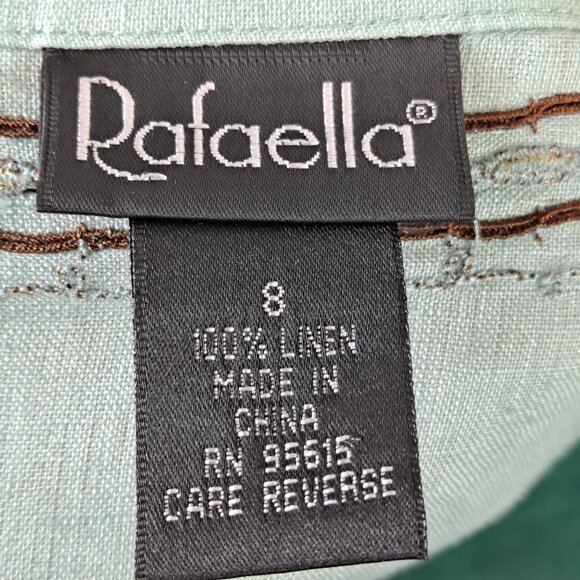 Rafaella®
8
100% LINEN
MADE IN
CHINA
RN 95615
CARE REVERSE